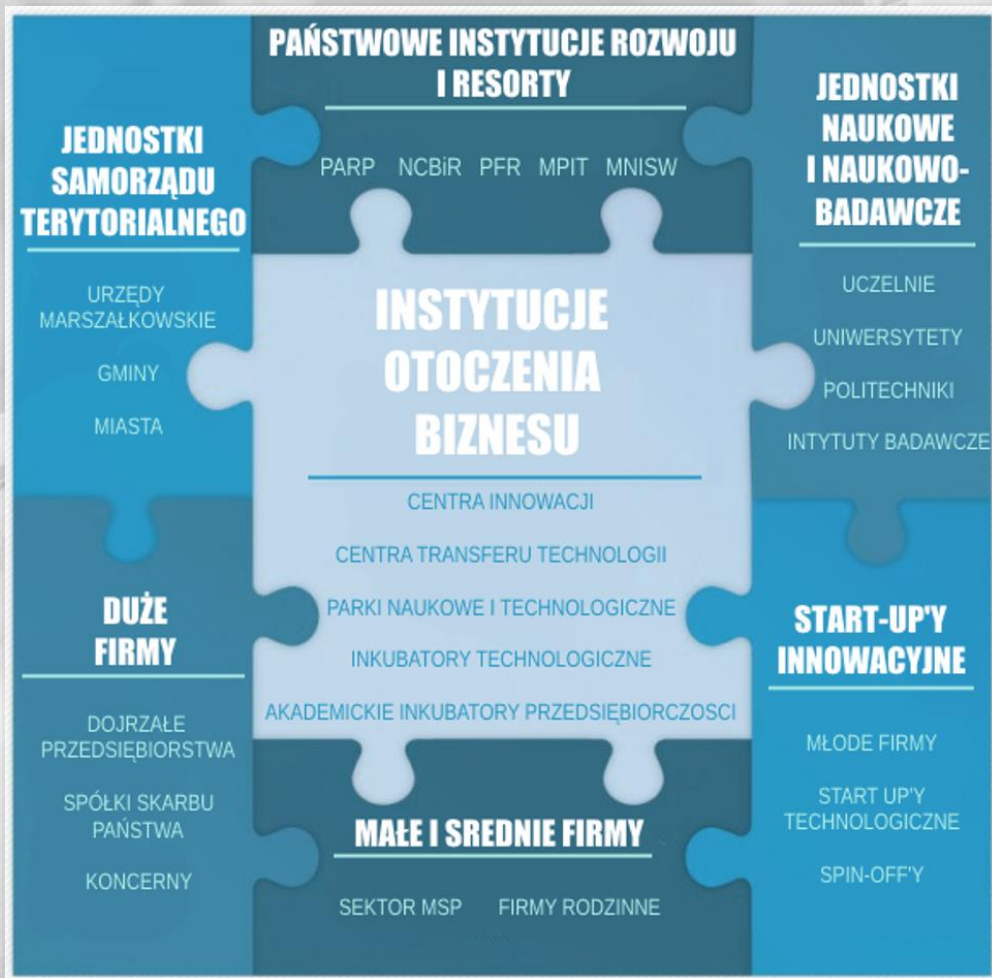 PAŃSTWOWE INSTYTUCJE ROZWOJU
I RESORTY
PARP NCBiR PFR MPIT MNISW
JEDNOSTKI
SAMORZĄDU
TERYTORIALNEGO
URZĘDY
MARSZAŁKOWSKIE
GMINY
MIASTA
JEDNOSTKI
NAUKOWE
I NAUKOWO-
BADAWCZE
UCZELNIE
UNIWERSYTETY
POLITECHNIKI
INTYTUTY BADAWCZE
INSTYTUCJE
OTOCZENIA
BIZNESU
CENTRA INNOWACJI
CENTRA TRANSFERU TECHNOLOGII
PARKI NAUKOWE I TECHNOLOGICZNE
INKUBATORY TECHNOLOGICZNE
AKADEMICKIE INKUBATORY PRZEDSIĘBIORCZOSCI
DUŻE
FIRMY
DOJRZAŁE
PRZEDSIĘBIORSTWA
SPÓŁKI SKARBU
PAŃSTWA
KONCERNY
MAŁE I SREDNIE FIRMY
SEKTOR MSP FIRMY RODZINNE
START-UP'Y
INNOWACYJNE
MŁODE FIRMY
START UP'Y
TECHNOLOGICZNE
SPIN-OFF'Y